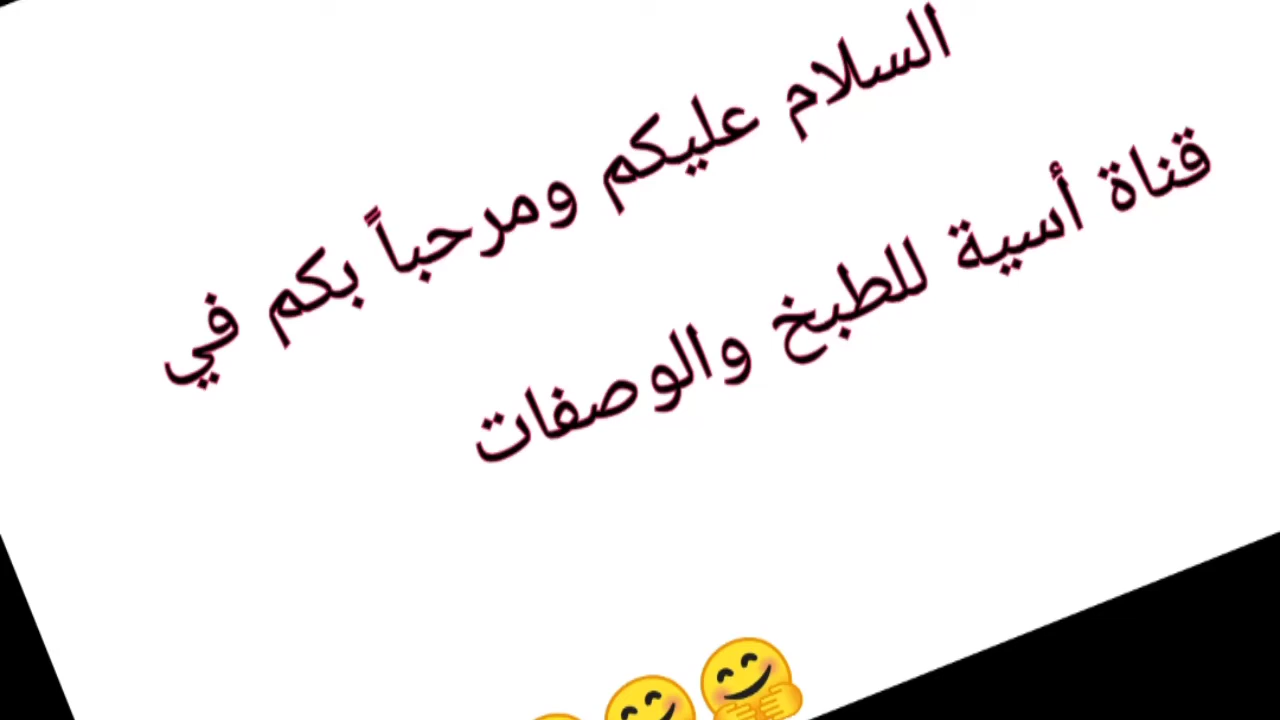 السلام عليكم ومرحباً بكم في
قناة أسية للطبخ والوصفات